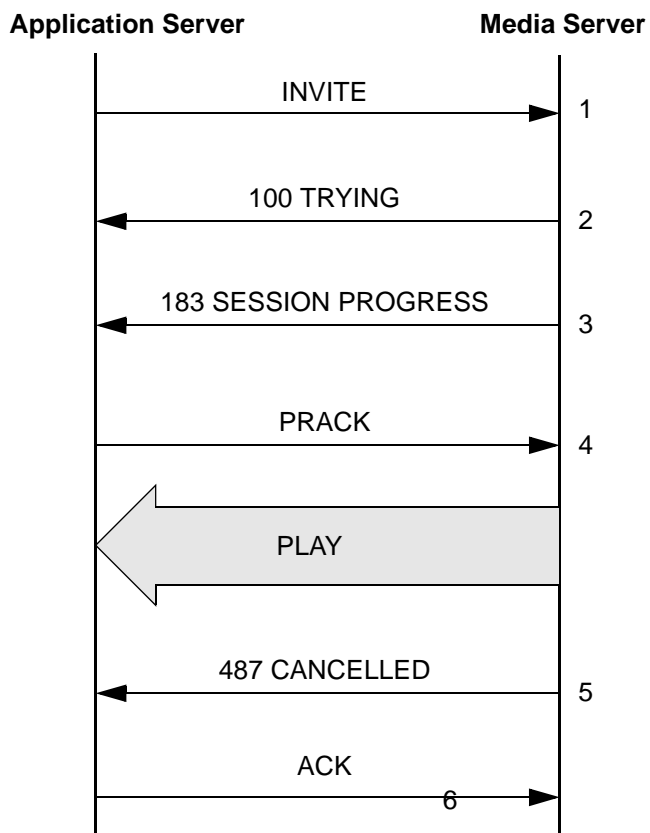 Application Server
Media Server
INVITE
1
100 TRYING
2
183 SESSION PROGRESS
3
PRACK
4
PLAY
487 CANCELLED
5
ACK
6